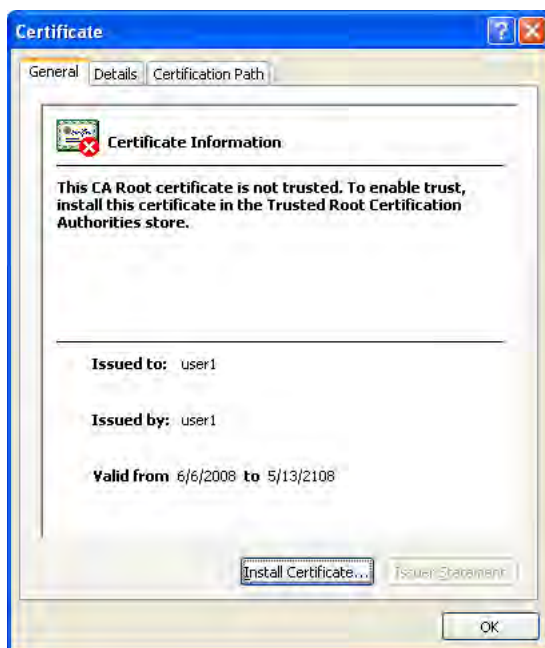 Certificate
General Details Certification Path
Certificate Information
This CA Root certificate is not trusted. To enable trust,
install this certificate in the Trusted Root Certification
Authorities store.
Issued to: user1
Issued by: user1
Valid from 6/6/2008 to 5/13/2108
Install Certificate... Issuer Statement
OK